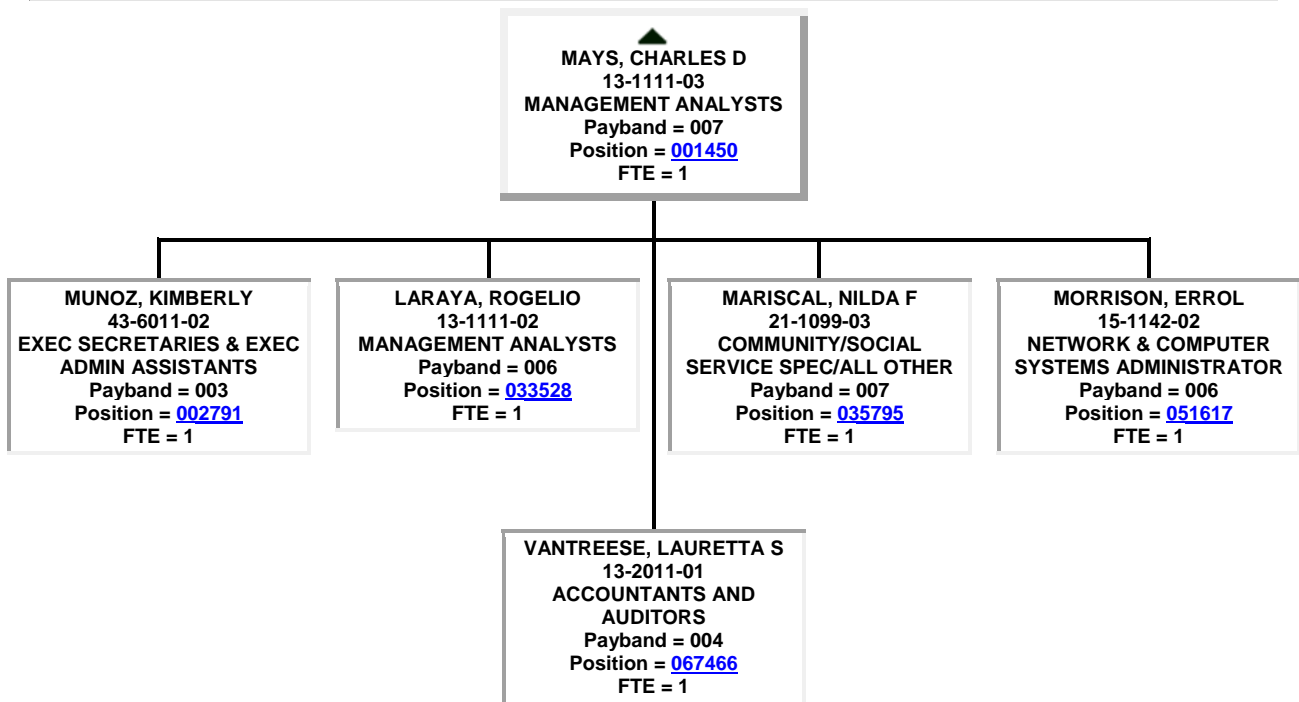 MAYS, CHARLES D
13-1111-03
MANAGEMENT ANALYSTS
Payband = 007
Position = 001450
FTE = 1
MUNOZ, KIMBERLY
43-6011-02
EXEC SECRETARIES & EXEC
ADMIN ASSISTANTS
Payband = 003
Position = 002791
FTE = 1
LARAYA, ROGELIO
13-1111-02
MANAGEMENT ANALYSTS
Payband = 006
Position = 033528
FTE = 1
MARISCAL, NILDA F
21-1099-03
COMMUNITY/SOCIAL
SERVICE SPEC/ALL OTHER
Payband = 007
Position = 035795
FTE = 1
MORRISON, ERROL
15-1142-02
NETWORK & COMPUTER
SYSTEMS ADMINISTRATOR
Payband = 006
Position = 051617
FTE = 1
VANTREESE, LAURETTA S
13-2011-01
ACCOUNTANTS AND
AUDITORS
Payband = 004
Position = 067466
FTE = 1